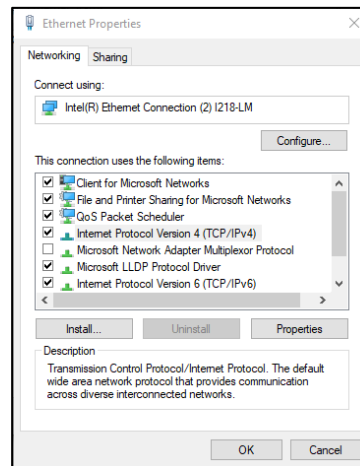 Ethernet Properties
Networking
Sharing
Connect using:
Intel(R) Ethernet Connection (2) I218-LM
Configure...
This connection uses the following items:
Client for Microsoft Networks
File and Printer Sharing for Microsoft Networks
QoS Packet Scheduler
Internet Protocol Version 4 (TCP/IPv4)
Microsoft Network Adapter Multiplexor Protocol
Microsoft LLDP Protocol Driver
Internet Protocol Version 6 (TCP/IPv6)
Install...
Uninstall
Properties
Description
Transmission Control Protocol/Internet Protocol. The default
wide area network protocol that provides communication
across diverse interconnected networks.
OK
Cancel